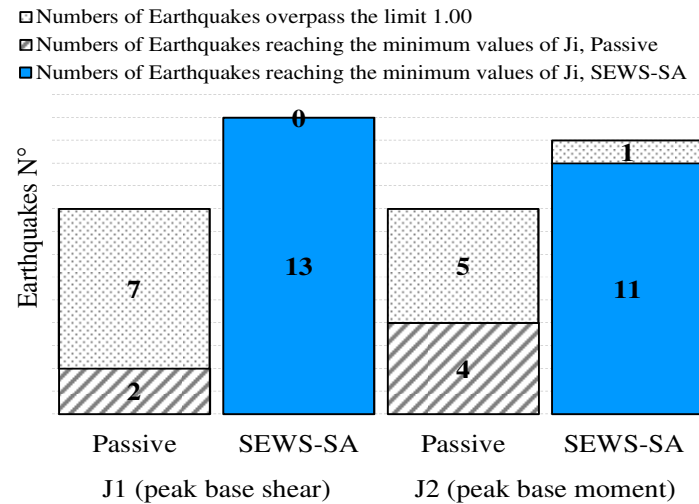 Numbers of Earthquakes overpass the limit 1.00
Numbers of Earthquakes reaching the minimum values of Ji, Passive
Numbers of Earthquakes reaching the minimum values of Ji, SEWS-SA
Earthquakes N°
0
1
7
13
5
11
2
4
Passive SEWS-SA Passive SEWS-SA
J1 (peak base shear) J2 (peak base moment)